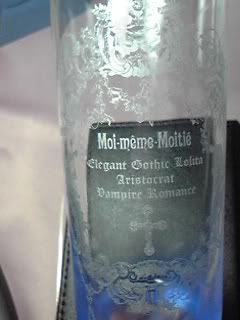 Moi-même-Moitié
Elegant Gothic Lolita
Aristocrat
Vampire Romance